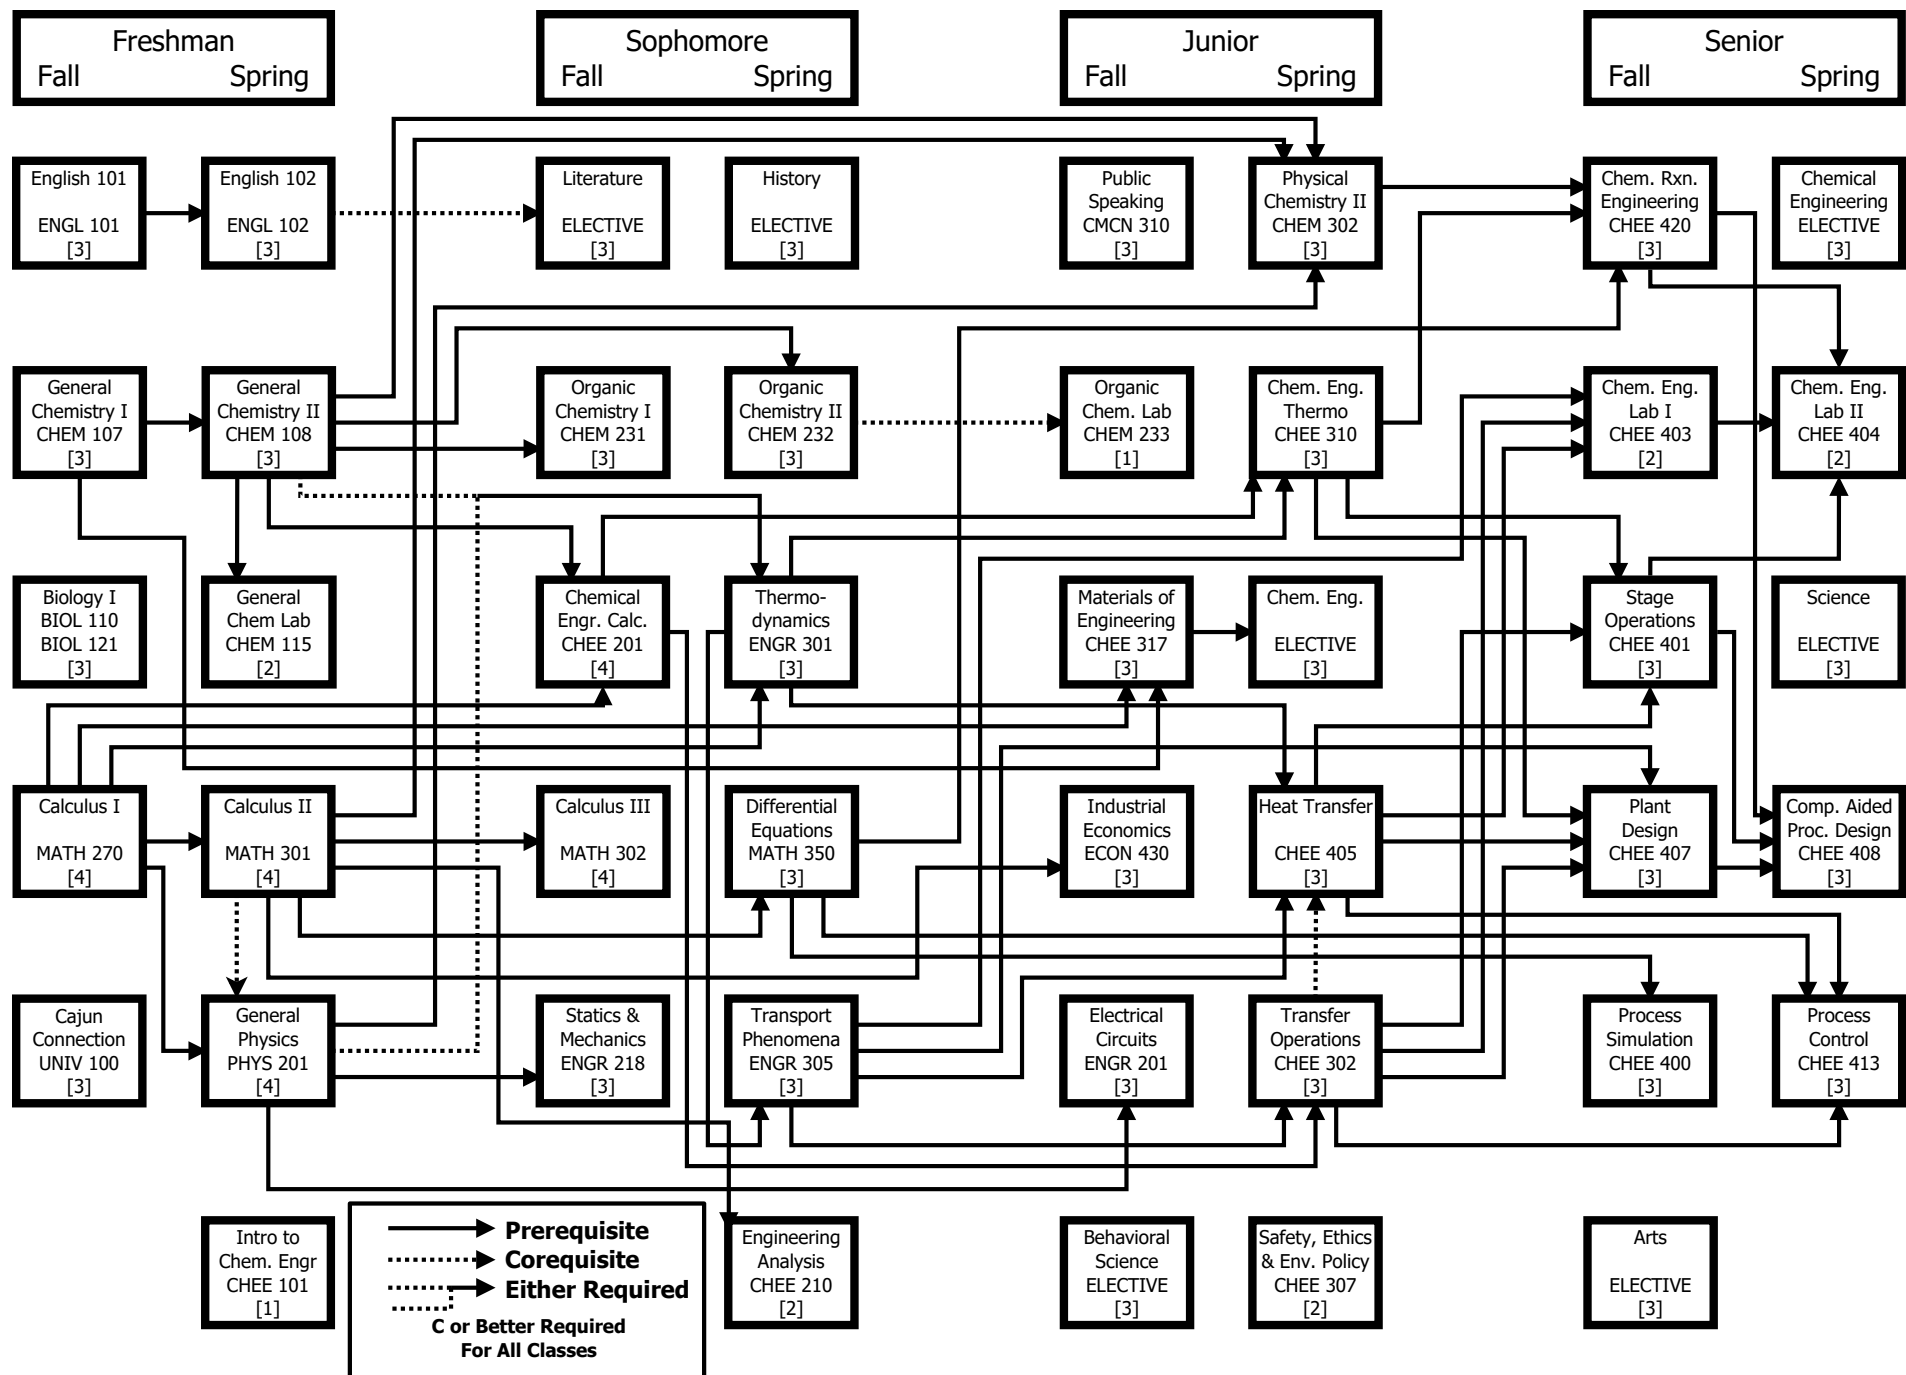 Freshman
Fall Spring
Sophomore
Fall Spring
Junior
Fall Spring
Senior
Fall Spring
English 101
ENGL 101
[3]
English 102
ENGL 102
[3]
Literature
ELECTIVE
[3]
History
ELECTIVE
[3]
Public
Speaking
CMCN 310
[3]
Physical
Chemistry II
CHEM 302
[3]
Chem. Rxn.
Engineering
CHEE 420
[3]
Chemical
Engineering
ELECTIVE
[3]
General
Chemistry I
CHEM 107
[3]
General
Chemistry II
CHEM 108
[3]
Organic
Chemistry I
CHEM 231
[3]
Organic
Chemistry II
CHEM 232
[3]
Organic
Chem. Lab
CHEM 233
[1]
Chem. Eng.
Thermo
CHEE 310
[3]
Chem. Eng.
Lab I
CHEE 403
[2]
Chem. Eng.
Lab II
CHEE 404
[2]
Biology I
BIOL 110
BIOL 121
[3]
General
Chem Lab
CHEM 115
[2]
Chemical
Engr. Calc.
CHEE 201
[4]
Thermo-
dynamics
ENGR 301
[3]
Materials of
Engineering
CHEE 317
[3]
Chem. Eng.
ELECTIVE
[3]
Stage
Operations
CHEE 401
[3]
Science
ELECTIVE
[3]
Calculus I
MATH 270
[4]
Calculus II
MATH 301
[4]
Calculus III
MATH 302
[4]
Differential
Equations
MATH 350
[3]
Industrial
Economics
ECON 430
[3]
Heat Transfer
CHEE 405
[3]
Plant
Design
CHEE 407
[3]
Comp. Aided
Proc. Design
CHEE 408
[3]
Cajun
Connection
UNIV 100
[3]
General
Physics
PHYS 201
[4]
Statics &
Mechanics
ENGR 218
[3]
Transport
Phenomena
ENGR 305
[3]
Electrical
Circuits
ENGR 201
[3]
Transfer
Operations
CHEE 302
[3]
Process
Simulation
CHEE 400
[3]
Process
Control
CHEE 413
[3]
Intro to
Chem. Engr
CHEE 101
[1]
Prerequisite
Corequisite
Either Required
C or Better Required
For All Classes
Engineering
Analysis
CHEE 210
[2]
Behavioral
Science
ELECTIVE
[3]
Safety, Ethics
& Env. Policy
CHEE 307
[2]
Arts
ELECTIVE
[3]